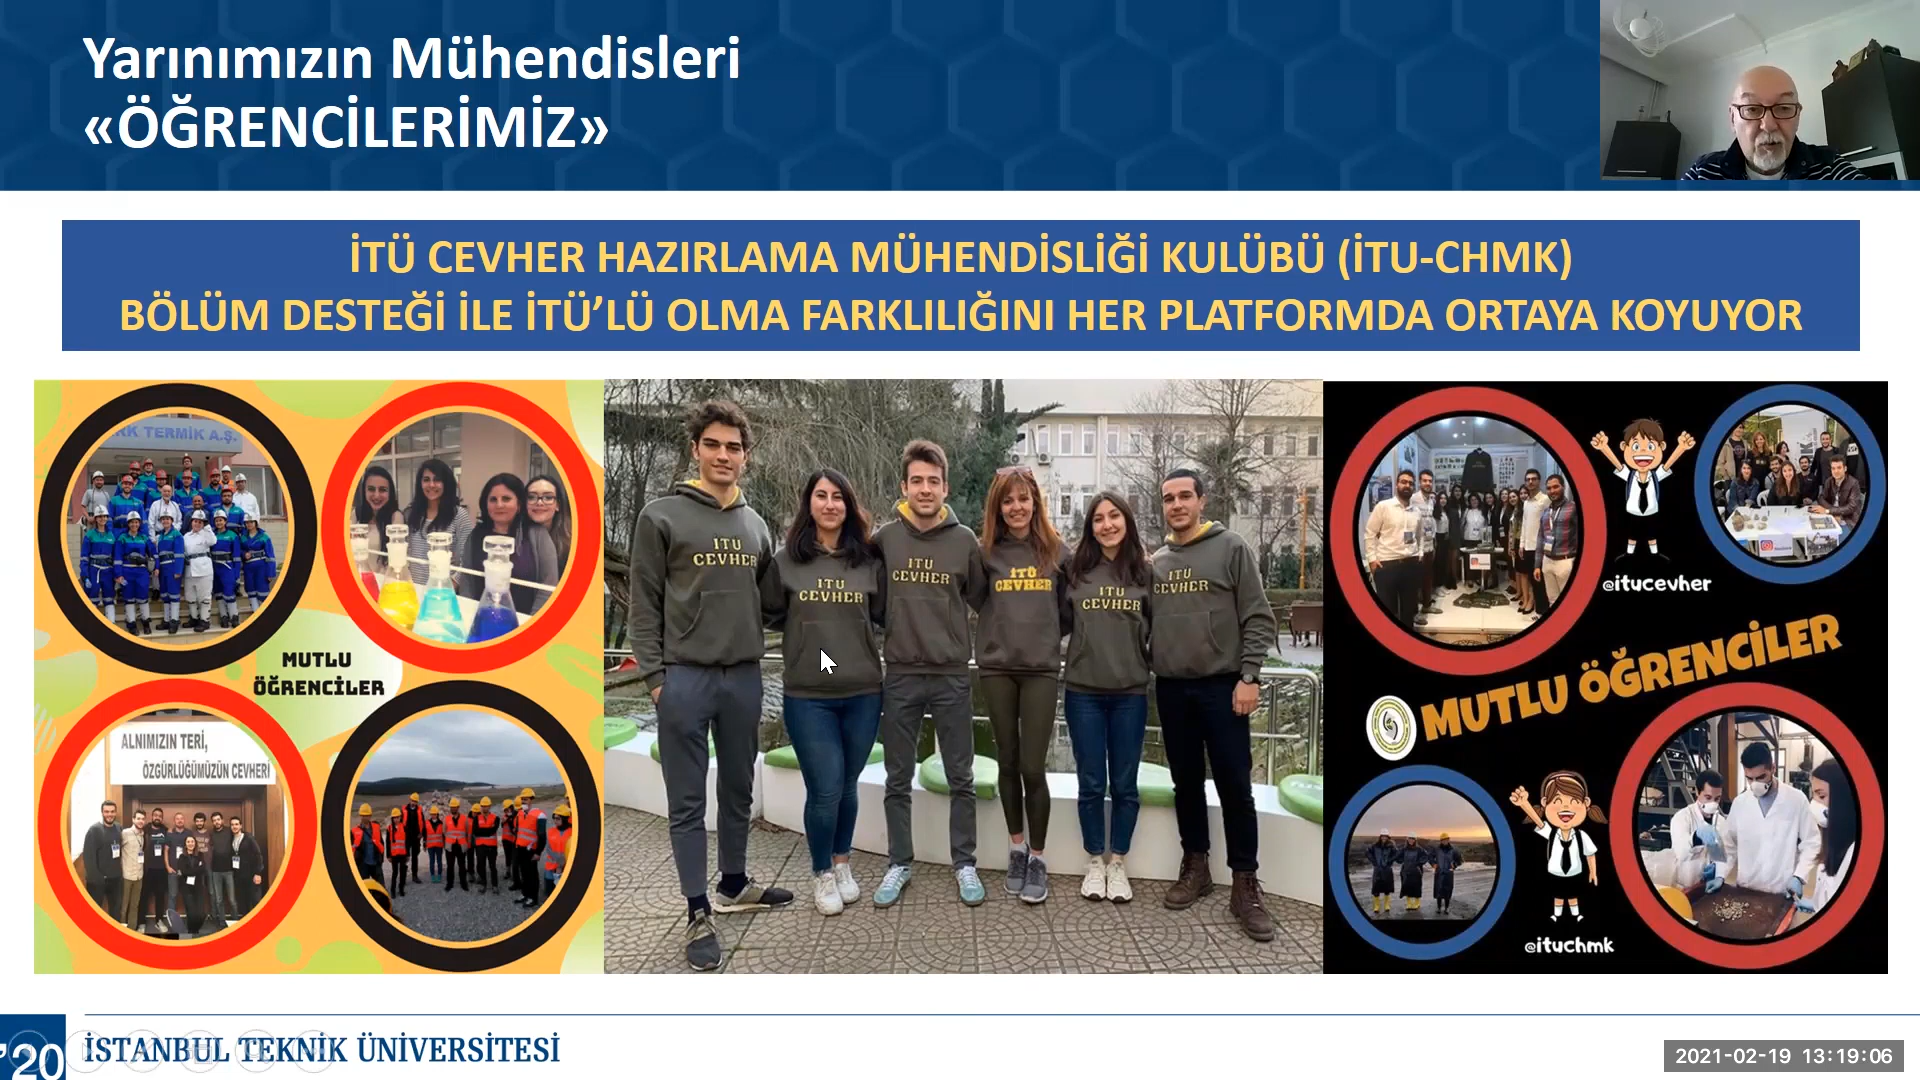 Yarınımızın Mühendisleri
«ÖĞRENCİLERİMİZ»
İTÜ CEVHER HAZIRLAMA MÜHENDİSLİĞİ KULÜBÜ (İTU-CHMK)
BÖLÜM DESTEĞİ İLE İTÜ’LÜ OLMA FARKLILIĞINI HER PLATFORMDA ORTAYA KOYUYOR
RK TERMİK A.Ş.
MUTLU
ÖĞRENCİLER
ALNIMIZIN TERİ,
ÖZGÜRLÜĞÜMÜZÜN CEVHERİ
ITU
CEVHER
ITU
CEVHER
ITU
CEVHER
İTÜ
CEVHER
ITU
CEVHER
ITU
CEVHER
@itucevher
MUTLU ÖĞRENCİLER
@ituchmk
'20
İSTANBUL TEKNİK ÜNİVERSİTESİ
2021-02-19 13:19:06